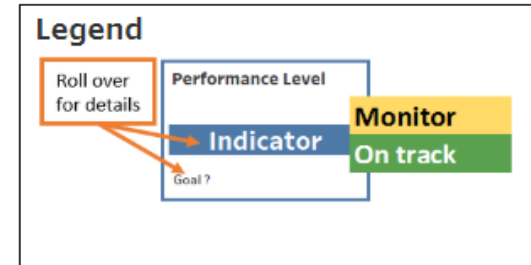 Legend
Roll over
for details
Performance Level
Indicator
Goal ?
Monitor
On track